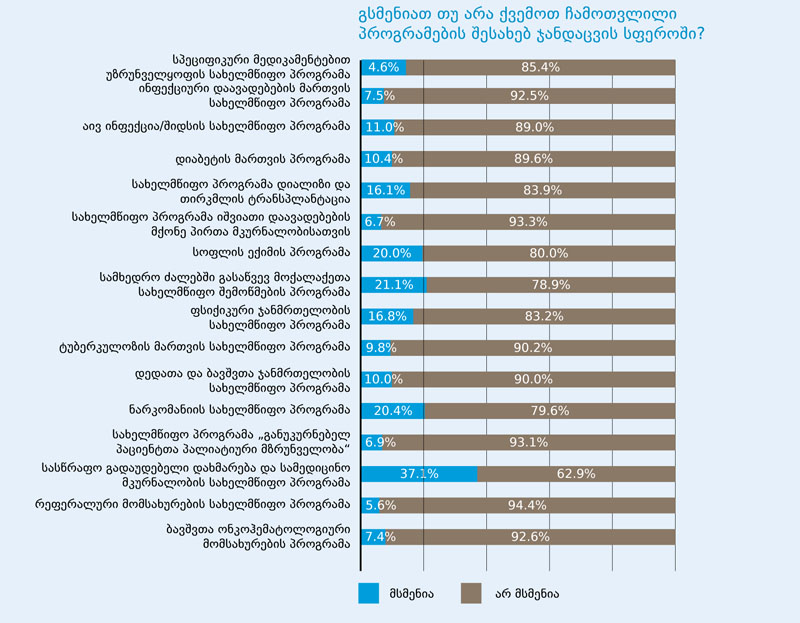 გსმენიათ თუ არა ქვემოთ ჩამოთვლილი
პროგრამების შესახებ ჯანდაცვის სფეროში?
სპეციფიკური მედიკამენტებით
უზრუნველყოფის სახელმწიფო პროგრამა
4.6% 85.4%
ინფექციური დაავადებების მართვის
სახელმწიფო პროგრამა
7.5% 92.5%
აივ ინფექცია/შიდსის სახელმწიფო პროგრამა 11.0% 89.0%
დიაბეტის მართვის პროგრამა 10.4% 89.6%
სახელმწიფო პროგრამა დიალიზი და
თირკმლის ტრანსპლანტაცია
16.1% 83.9%
სახელმწიფო პროგრამა იშვიათი დაავადებების
მქონე პირთა მკურნალობისათვის
6.7% 93.3%
სოფლის ექიმის პროგრამა 20.0% 80.0%
სამხედრო ძალებში გასაწვევ მოქალაქეთა
სახელმწიფო შემოწმების პროგრამა
21.1% 78.9%
ფსიქიკური ჯანმრთელობის
სახელმწიფო პროგრამა
16.8% 83.2%
ტუბერკულოზის მართვის სახელმწიფო პროგრამა 9.8% 90.2%
დედათა და ბავშვთა ჯანმრთელობის
სახელმწიფო პროგრამა
10.0% 90.0%
ნარკომანიის სახელმწიფო პროგრამა 20.4% 79.6%
სახელმწიფო პროგრამა „განუკურნებელ
პაციენტთა პალიატიური მზრუნველობა“
6.9% 93.1%
სასწრაფო გადაუდებელი დახმარება და სამედიცინო
მკურნალობის სახელმწიფო პროგრამა
37.1% 62.9%
რეფერალური მომსახურების სახელმწიფო პროგრამა 5.6% 94.4%
ბავშვთა ონკოჰემატოლოგიური
მომსახურების პროგრამა
7.4% 92.6%
მსმენია არ მსმენია